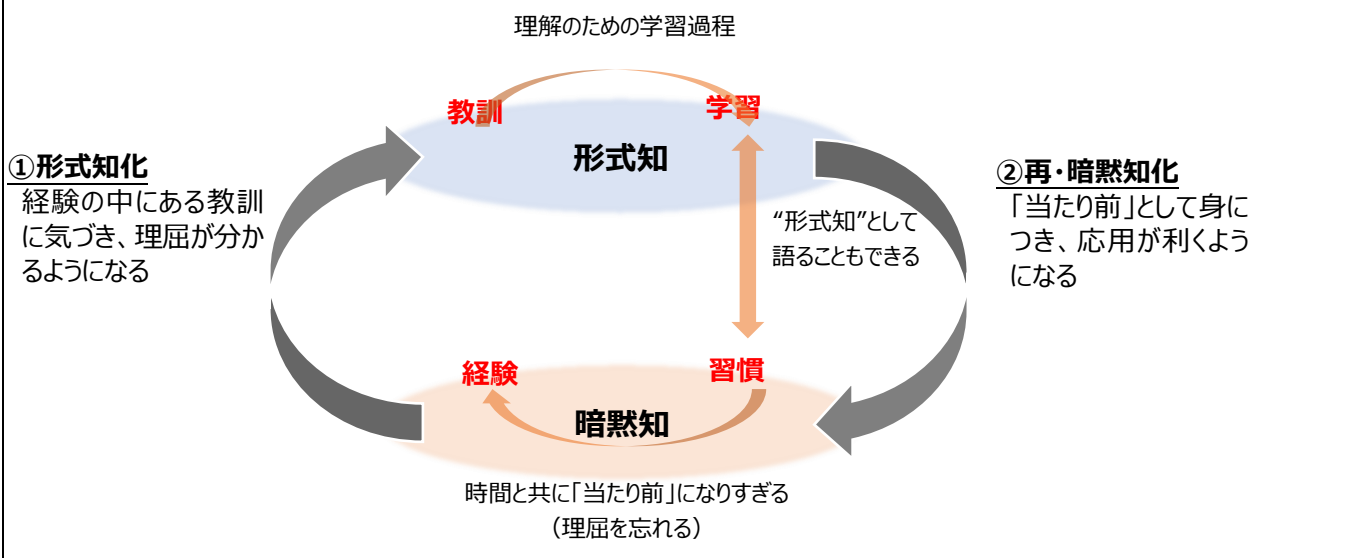 理解のための学習過程
教訓
学習
形式知
①形式知化
経験の中にある教訓
に気づき、理屈が分か
るようになる
②再・暗黙知化
「当たり前」として身に
つき、応用が利くよう
になる
“形式知”として
語ることもできる
経験
習慣
暗黙知
時間と共に「当たり前」になりすぎる
（理屈を忘れる）